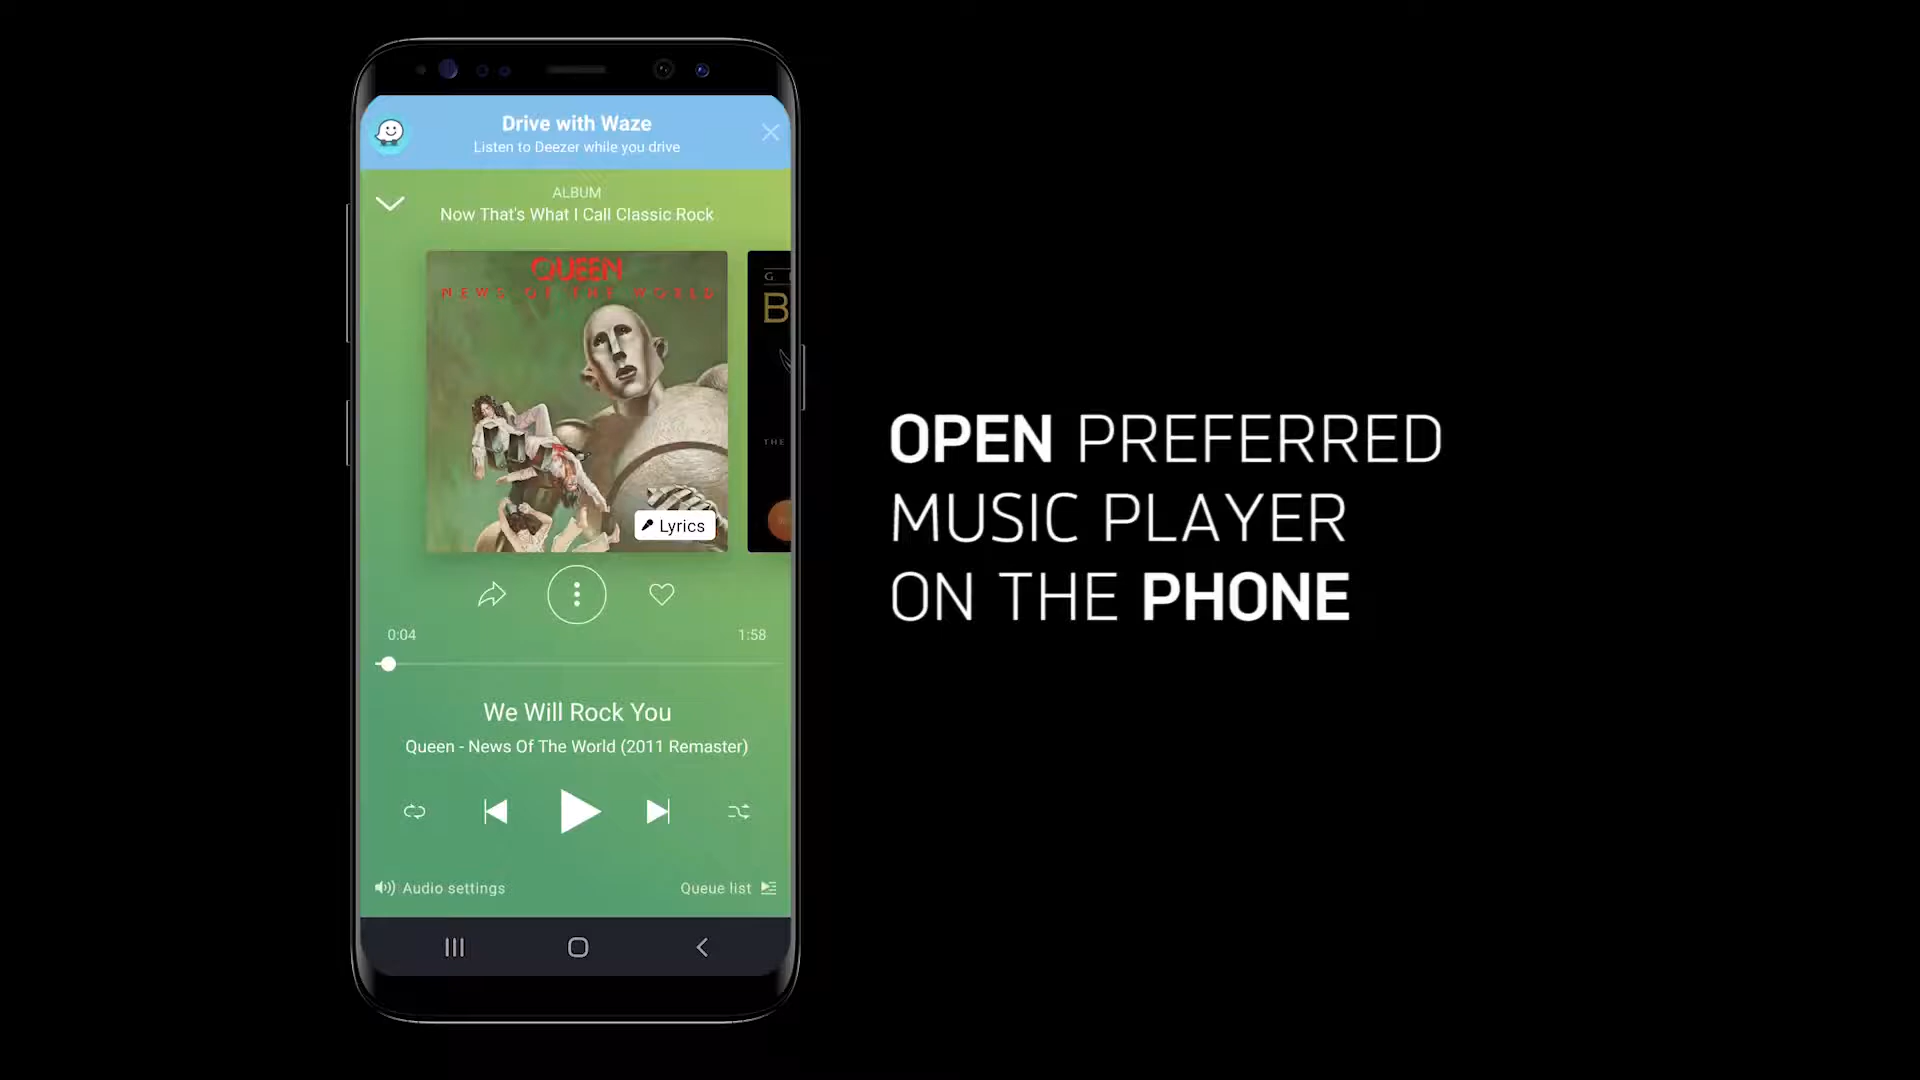 Drive with Waze
Listen to Deezer while you drive
ALBUM
Now That's What I Call Classic Rock
QUEEN
NEWS OF THE WORLD
G
B
THE
Lyrics
0:04
1:58
We Will Rock You
Queen - News Of The World (2011 Remaster)
Audio settings
Queue list
OPEN PREFERRED
MUSIC PLAYER
ON THE PHONE